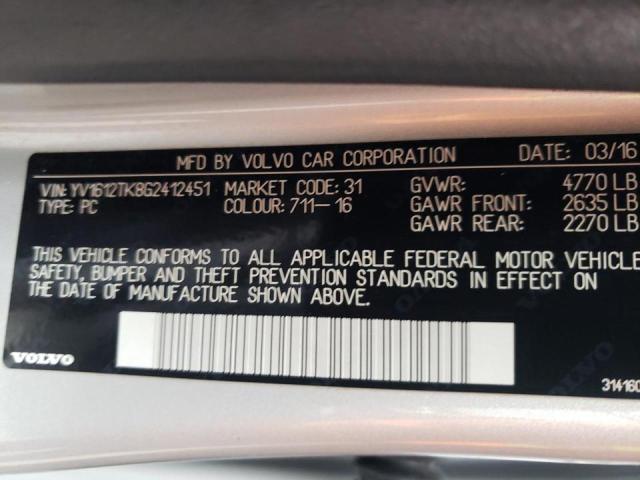 MFD BY VOLVO CAR CORPORATION DATE: 03/16
VIN: YV1612TK8G2412451 MARKET CODE: 31 GVWR: 4770 LB
TYPE: PC COLOUR: 711-16 GAWR FRONT: 2635 LB
GAWR REAR: 2270 LB
THIS VEHICLE CONFORMS TO ALL APPLICABLE FEDERAL MOTOR VEHICLE
SAFETY, BUMPER AND THEFT PREVENTION STANDARDS IN EFFECT ON
THE DATE OF MANUFACTURE SHOWN ABOVE.
VOLVO
314160